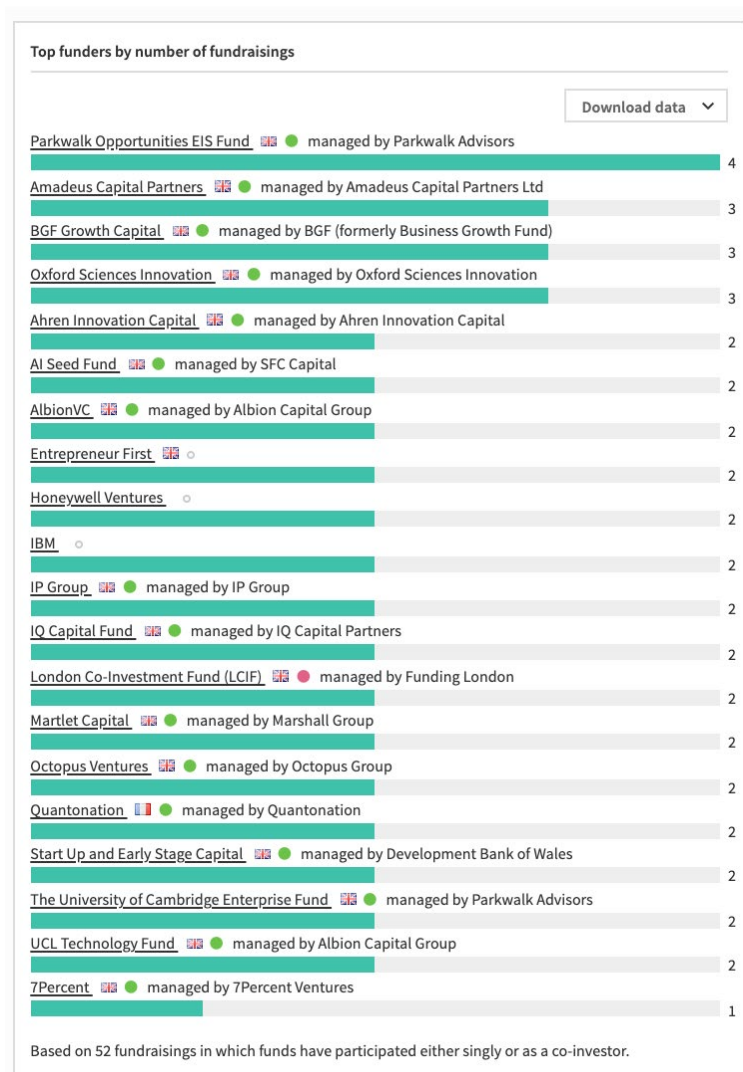 Top funders by number of fundraisings
Download data
Parkwalk Opportunities EIS Fund managed by Parkwalk Advisors
4
Amadeus Capital Partners managed by Amadeus Capital Partners Ltd
3
BGF Growth Capital managed by BGF (formerly Business Growth Fund)
3
Oxford Sciences Innovation managed by Oxford Sciences Innovation
3
Ahren Innovation Capital managed by Ahren Innovation Capital
2
AI Seed Fund managed by SFC Capital
2
AlbionVC managed by Albion Capital Group
2
Entrepreneur First
2
Honeywell Ventures
2
IBM
2
IP Group managed by IP Group
2
IQ Capital Fund managed by IQ Capital Partners
2
London Co-Investment Fund (LCIF) managed by Funding London
2
Martlet Capital managed by Marshall Group
2
Octopus Ventures managed by Octopus Group
2
Quantonation managed by Quantonation
2
Start Up and Early Stage Capital managed by Development Bank of Wales
2
The University of Cambridge Enterprise Fund managed by Parkwalk Advisors
2
UCL Technology Fund managed by Albion Capital Group
2
7Percent managed by 7Percent Ventures
1
Based on 52 fundraisings in which funds have participated either singly or as a co-investor.